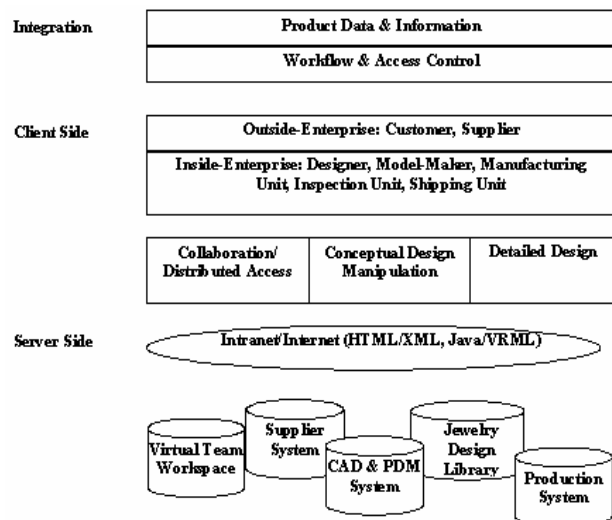 Integration
Product Data & Information
Workflow & Access Control
Client Side
Outside-Enterprise: Customer, Supplier
Inside-Enterprise: Designer, Model-Maker, Manufacturing
Unit, Inspection Unit, Shipping Unit
Collaboration/
Distributed Access
Conceptual Design
Manipulation
Detailed Design
Server Side
Intranet/Internet (HTML/XML, Java/VRML)
Virtual Team
Workspace
Supplier
System
CAD & PDM
System
Jewelry
Design
Library
Production
System